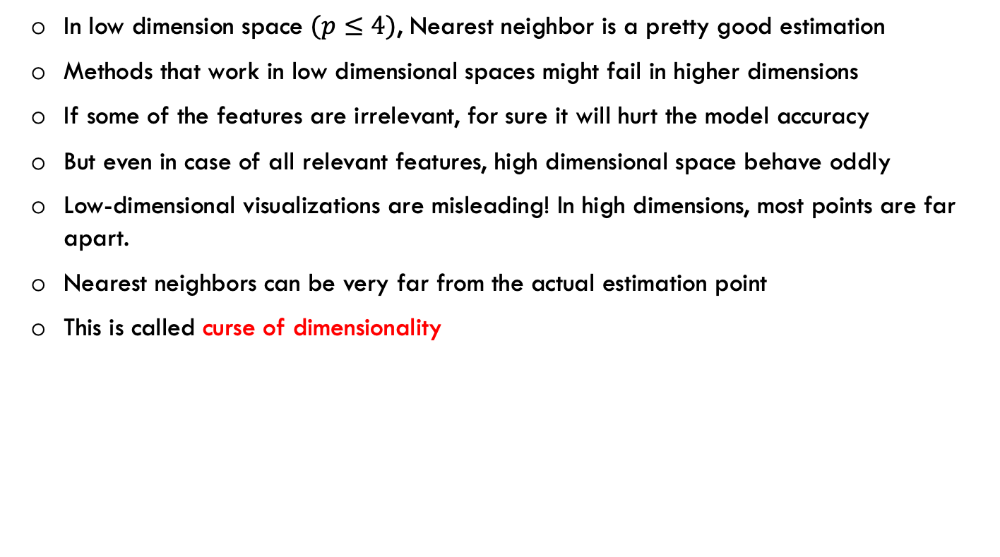 o In low dimension space (𝑝 ≤ 4), Nearest neighbor is a pretty good estimation
o Methods that work in low dimensional spaces might fail in higher dimensions
o If some of the features are irrelevant, for sure it will hurt the model accuracy
o But even in case of all relevant features, high dimensional space behave oddly
o Low-dimensional visualizations are misleading! In high dimensions, most points are far
apart.
o Nearest neighbors can be very far from the actual estimation point
o This is called curse of dimensionality